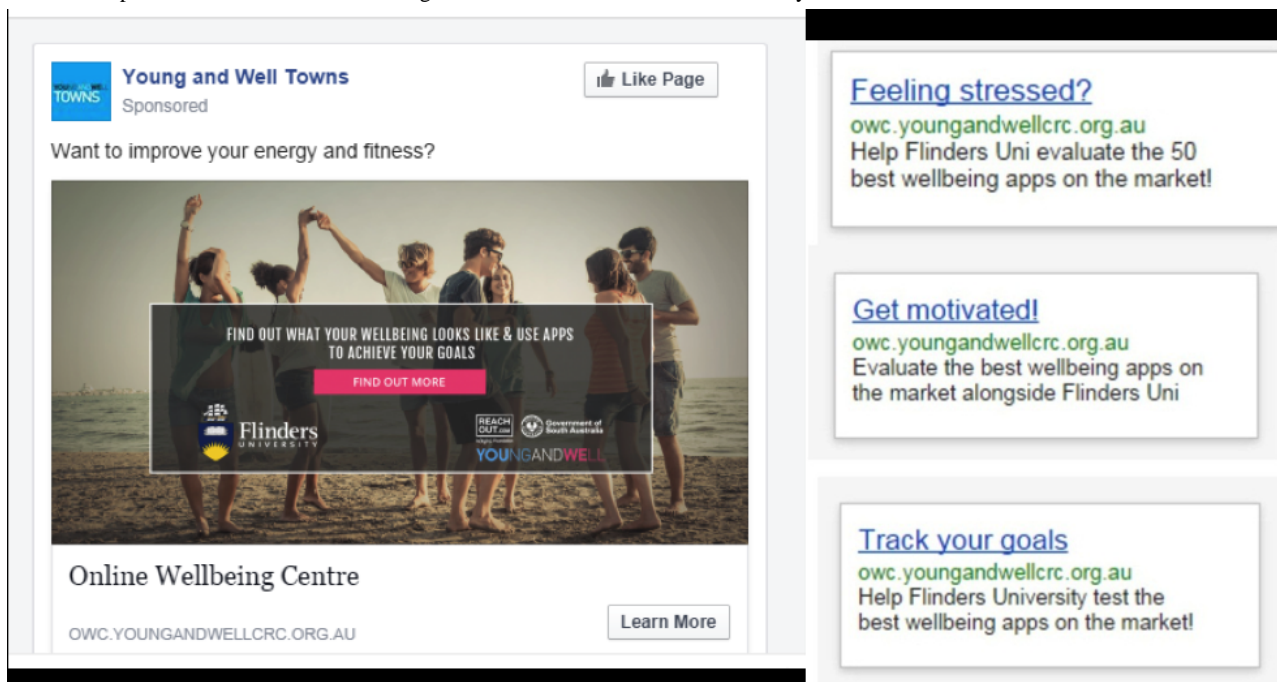 Young and Well Towns
Sponsored
Like Page
TOWNS
Want to improve your energy and fitness?
FIND OUT WHAT YOUR WELLBEING LOOKS LIKE & USE APPS
TO ACHIEVE YOUR GOALS
FIND OUT MORE
Flinders
UNIVERSITY
REACH
OUT.com
Government of
South Australia
YOUNGANDWELL
Online Wellbeing Centre
OWC.YOUNGANDWELLCRC.ORG.AU
Learn More
Feeling stressed?
owc.youngandwellcrc.org.au
Help Flinders Uni evaluate the 50
best wellbeing apps on the market!
Get motivated!
owc.youngandwellcrc.org.au
Evaluate the best wellbeing apps on
the market alongside Flinders Uni
Track your goals
owc.youngandwellcrc.org.au
Help Flinders University test the
best wellbeing apps on the market!